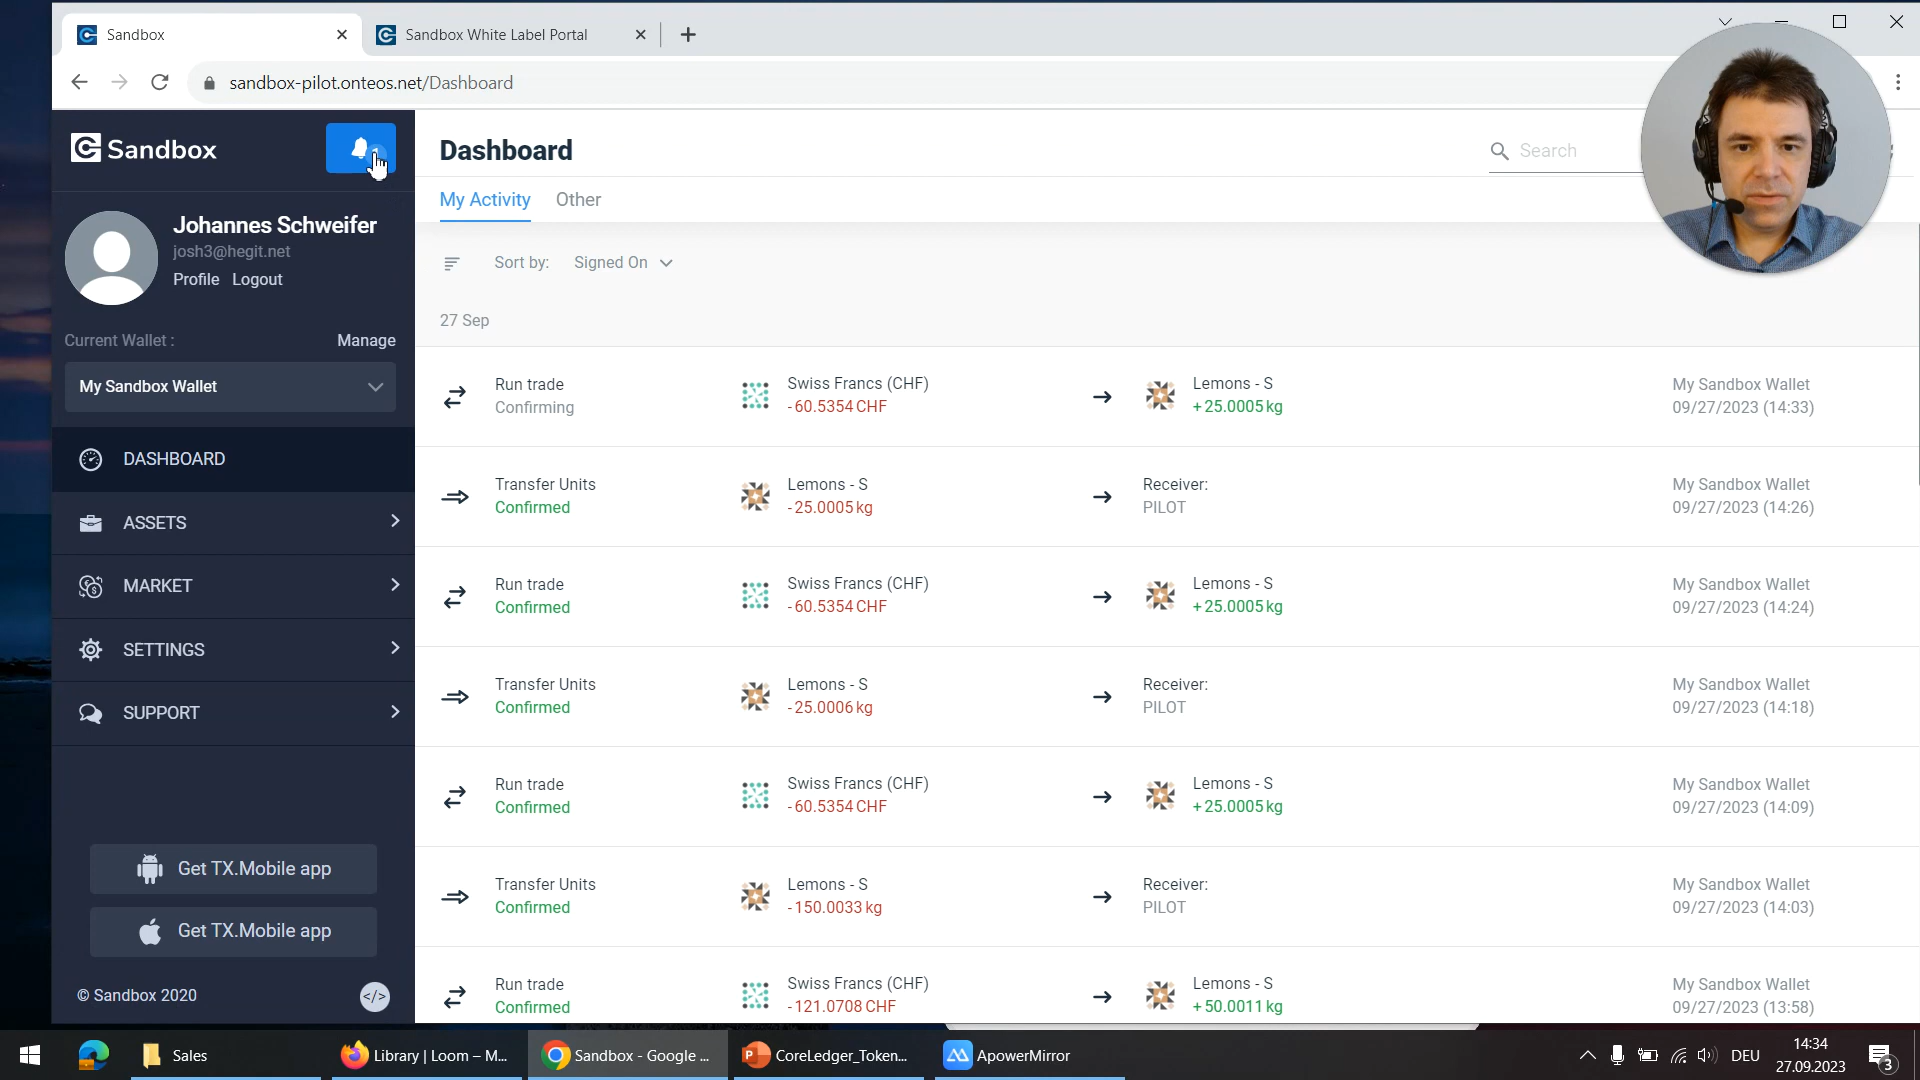 Sandbox
Sandbox White Label Portal
sandbox-pilot.onteos.net/Dashboard
Sandbox
Dashboard
Search
My Activity
Other
Johannes Schweifer
josh3@hegit.net
Profile
Logout
Sort by:
Signed On
27 Sep
Current Wallet :
Manage
My Sandbox Wallet
DASHBOARD
ASSETS
MARKET
SETTINGS
SUPPORT
Get TX.Mobile app
Get TX.Mobile app
© Sandbox 2020
</>
Run trade
Confirming
Swiss Francs (CHF)
-60.5354 CHF
Lemons - S
+25.0005 kg
My Sandbox Wallet
09/27/2023 (14:33)
Transfer Units
Confirmed
Lemons - S
-25.0005 kg
Receiver:
PILOT
My Sandbox Wallet
09/27/2023 (14:26)
Run trade
Confirmed
Swiss Francs (CHF)
-60.5354 CHF
Lemons - S
+25.0005 kg
My Sandbox Wallet
09/27/2023 (14:24)
Transfer Units
Confirmed
Lemons - S
-25.0006 kg
Receiver:
PILOT
My Sandbox Wallet
09/27/2023 (14:18)
Run trade
Confirmed
Swiss Francs (CHF)
-60.5354 CHF
Lemons - S
+25.0005 kg
My Sandbox Wallet
09/27/2023 (14:09)
Transfer Units
Confirmed
Lemons - S
-150.0033 kg
Receiver:
PILOT
My Sandbox Wallet
09/27/2023 (14:03)
Run trade
Confirmed
Swiss Francs (CHF)
-121.0708 CHF
Lemons - S
+50.0011 kg
My Sandbox Wallet
09/27/2023 (13:58)
Sales
Library | Loom – M...
Sandbox - Google ...
CoreLedger_Token...
ApowerMirror
DEU
14:34
27.09.2023
3